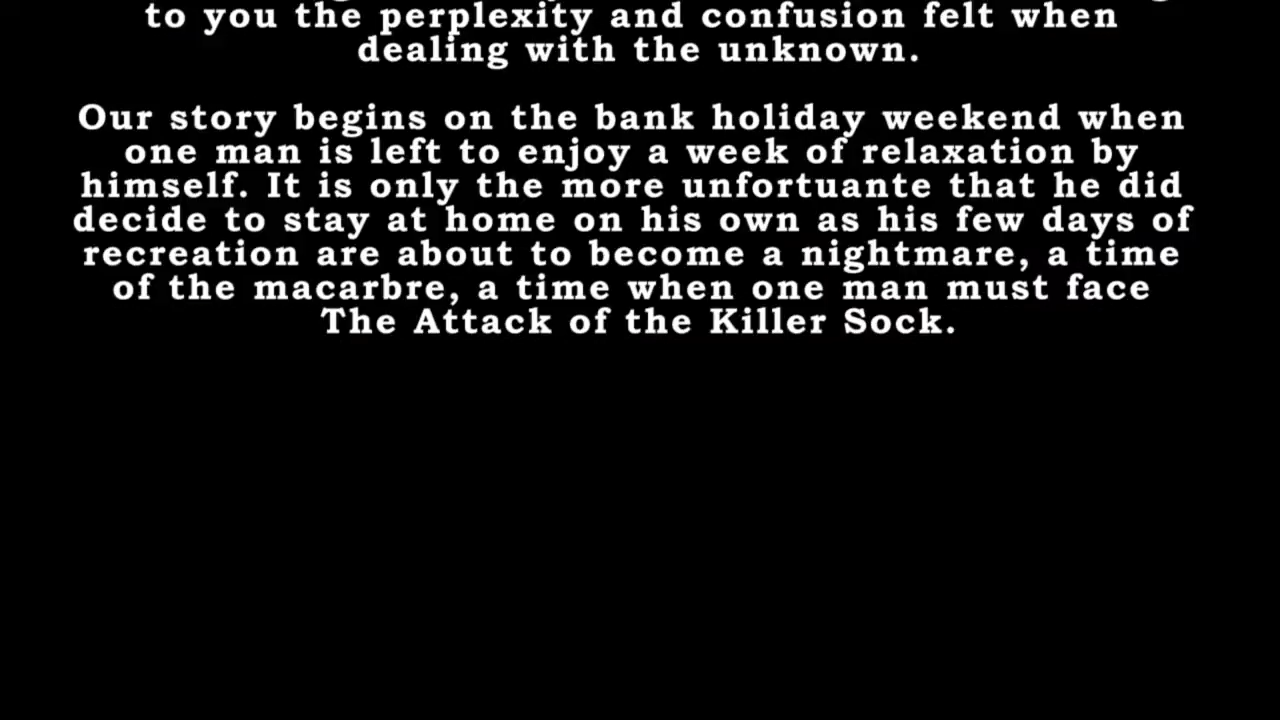 to you the perplexity and confusion felt when
dealing with the unknown.
Our story begins on the bank holiday weekend when
one man is left to enjoy a week of relaxation by
himself. It is only the more unfortuante that he did
decide to stay at home on his own as his few days of
recreation are about to become a nightmare, a time
of the macarbre, a time when one man must face
The Attack of the Killer Sock.